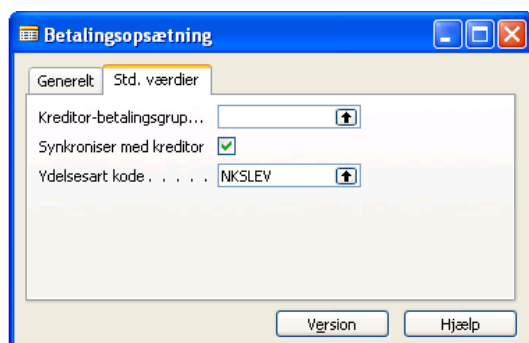 Betalingsopsætning
Generelt Std. værdier
Kreditor-betalingsgrup...
Synkroniser med kreditor
Ydelsesart kode . . . . . NKSLEV
Version Hjælp